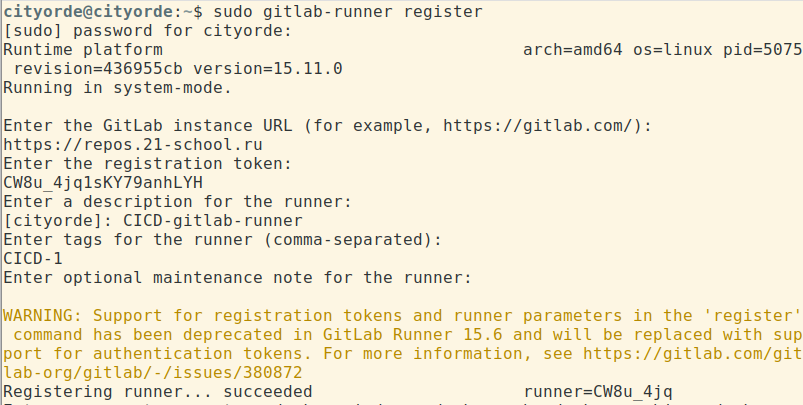 cityorde@cityorde:~$ sudo gitlab-runner register
[sudo] password for cityorde:
Runtime platform                                    arch=amd64 os=linux pid=5075
 revision=436955cb version=15.11.0
Running in system-mode.
Enter the GitLab instance URL (for example, https://gitlab.com/):
https://repos.21-school.ru
Enter the registration token:
CW8u_4jq1sKY79anhLYH
Enter a description for the runner:
[cityorde]: CICD-gitlab-runner
Enter tags for the runner (comma-separated):
CICD-1
Enter optional maintenance note for the runner:
WARNING: Support for registration tokens and runner parameters in the 'register'
 command has been deprecated in GitLab Runner 15.6 and will be replaced with sup
port for authentication tokens. For more information, see https://gitlab.com/git
lab-org/gitlab/-/issues/380872
Registering runner... succeeded                     runner=CW8u_4jq